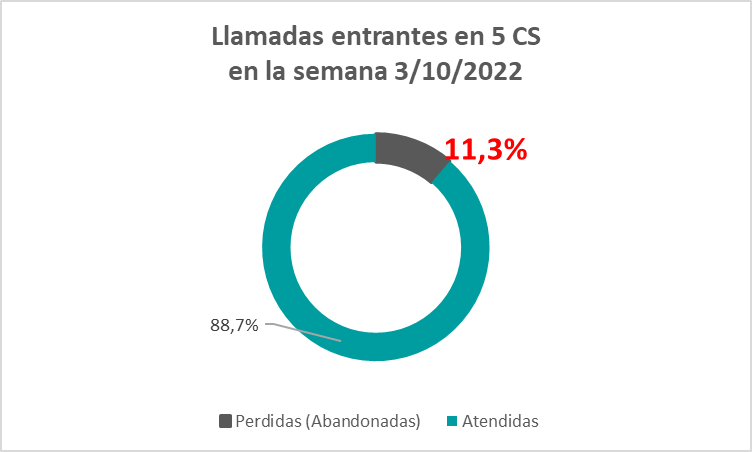 Llamadas entrantes en 5 CS
en la semana 3/10/2022
11,3%
88,7%
Perdidas (Abandonadas)
Atendidas